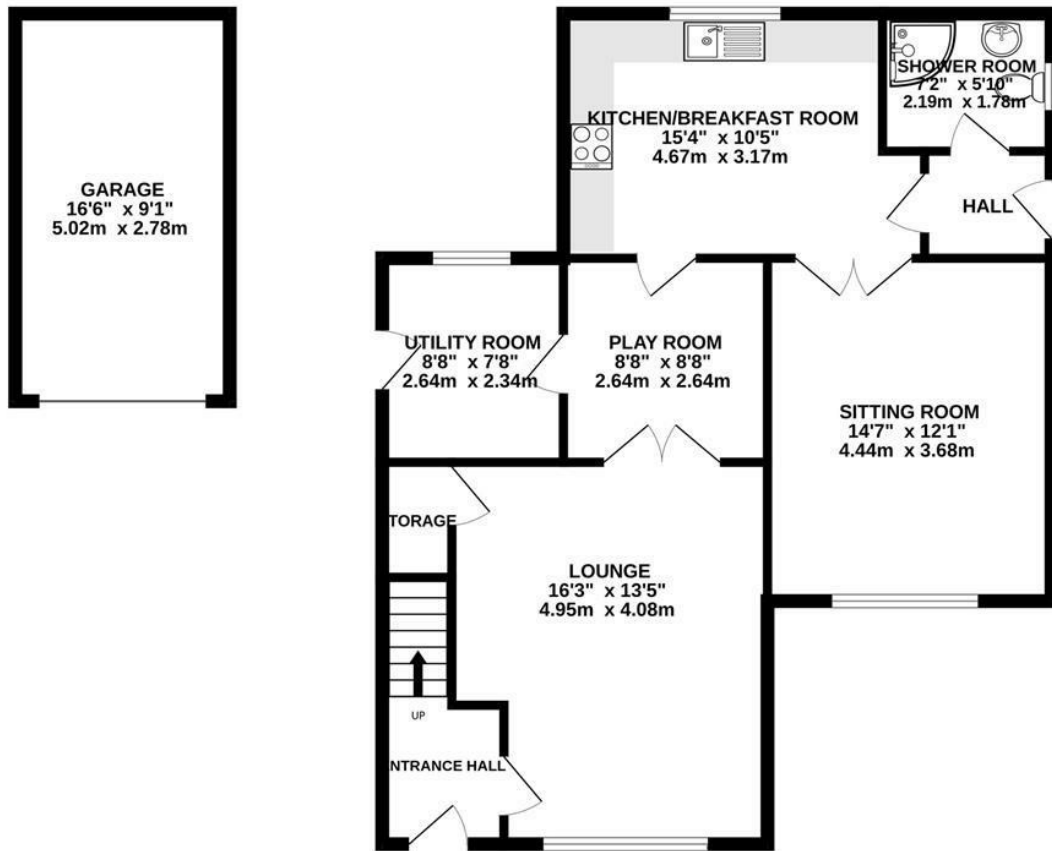 GARAGE
16'6" x 9'1"
5.02m x 2.78m
KITCHEN/BREAKFAST ROOM
15'4" x 10'5"
4.67m x 3.17m
SHOWER ROOM
7'2" x 5'10"
2.19m x 1.78m
HALL
UTILITY ROOM
8'8" x 7'8"
2.64m x 2.34m
PLAY ROOM
8'8" x 8'8"
2.64m x 2.64m
SITTING ROOM
14'7" x 12'1"
4.44m x 3.68m
TORAGE
LOUNGE
16'3" x 13'5"
4.95m x 4.08m
UP
NTRANCE HALL